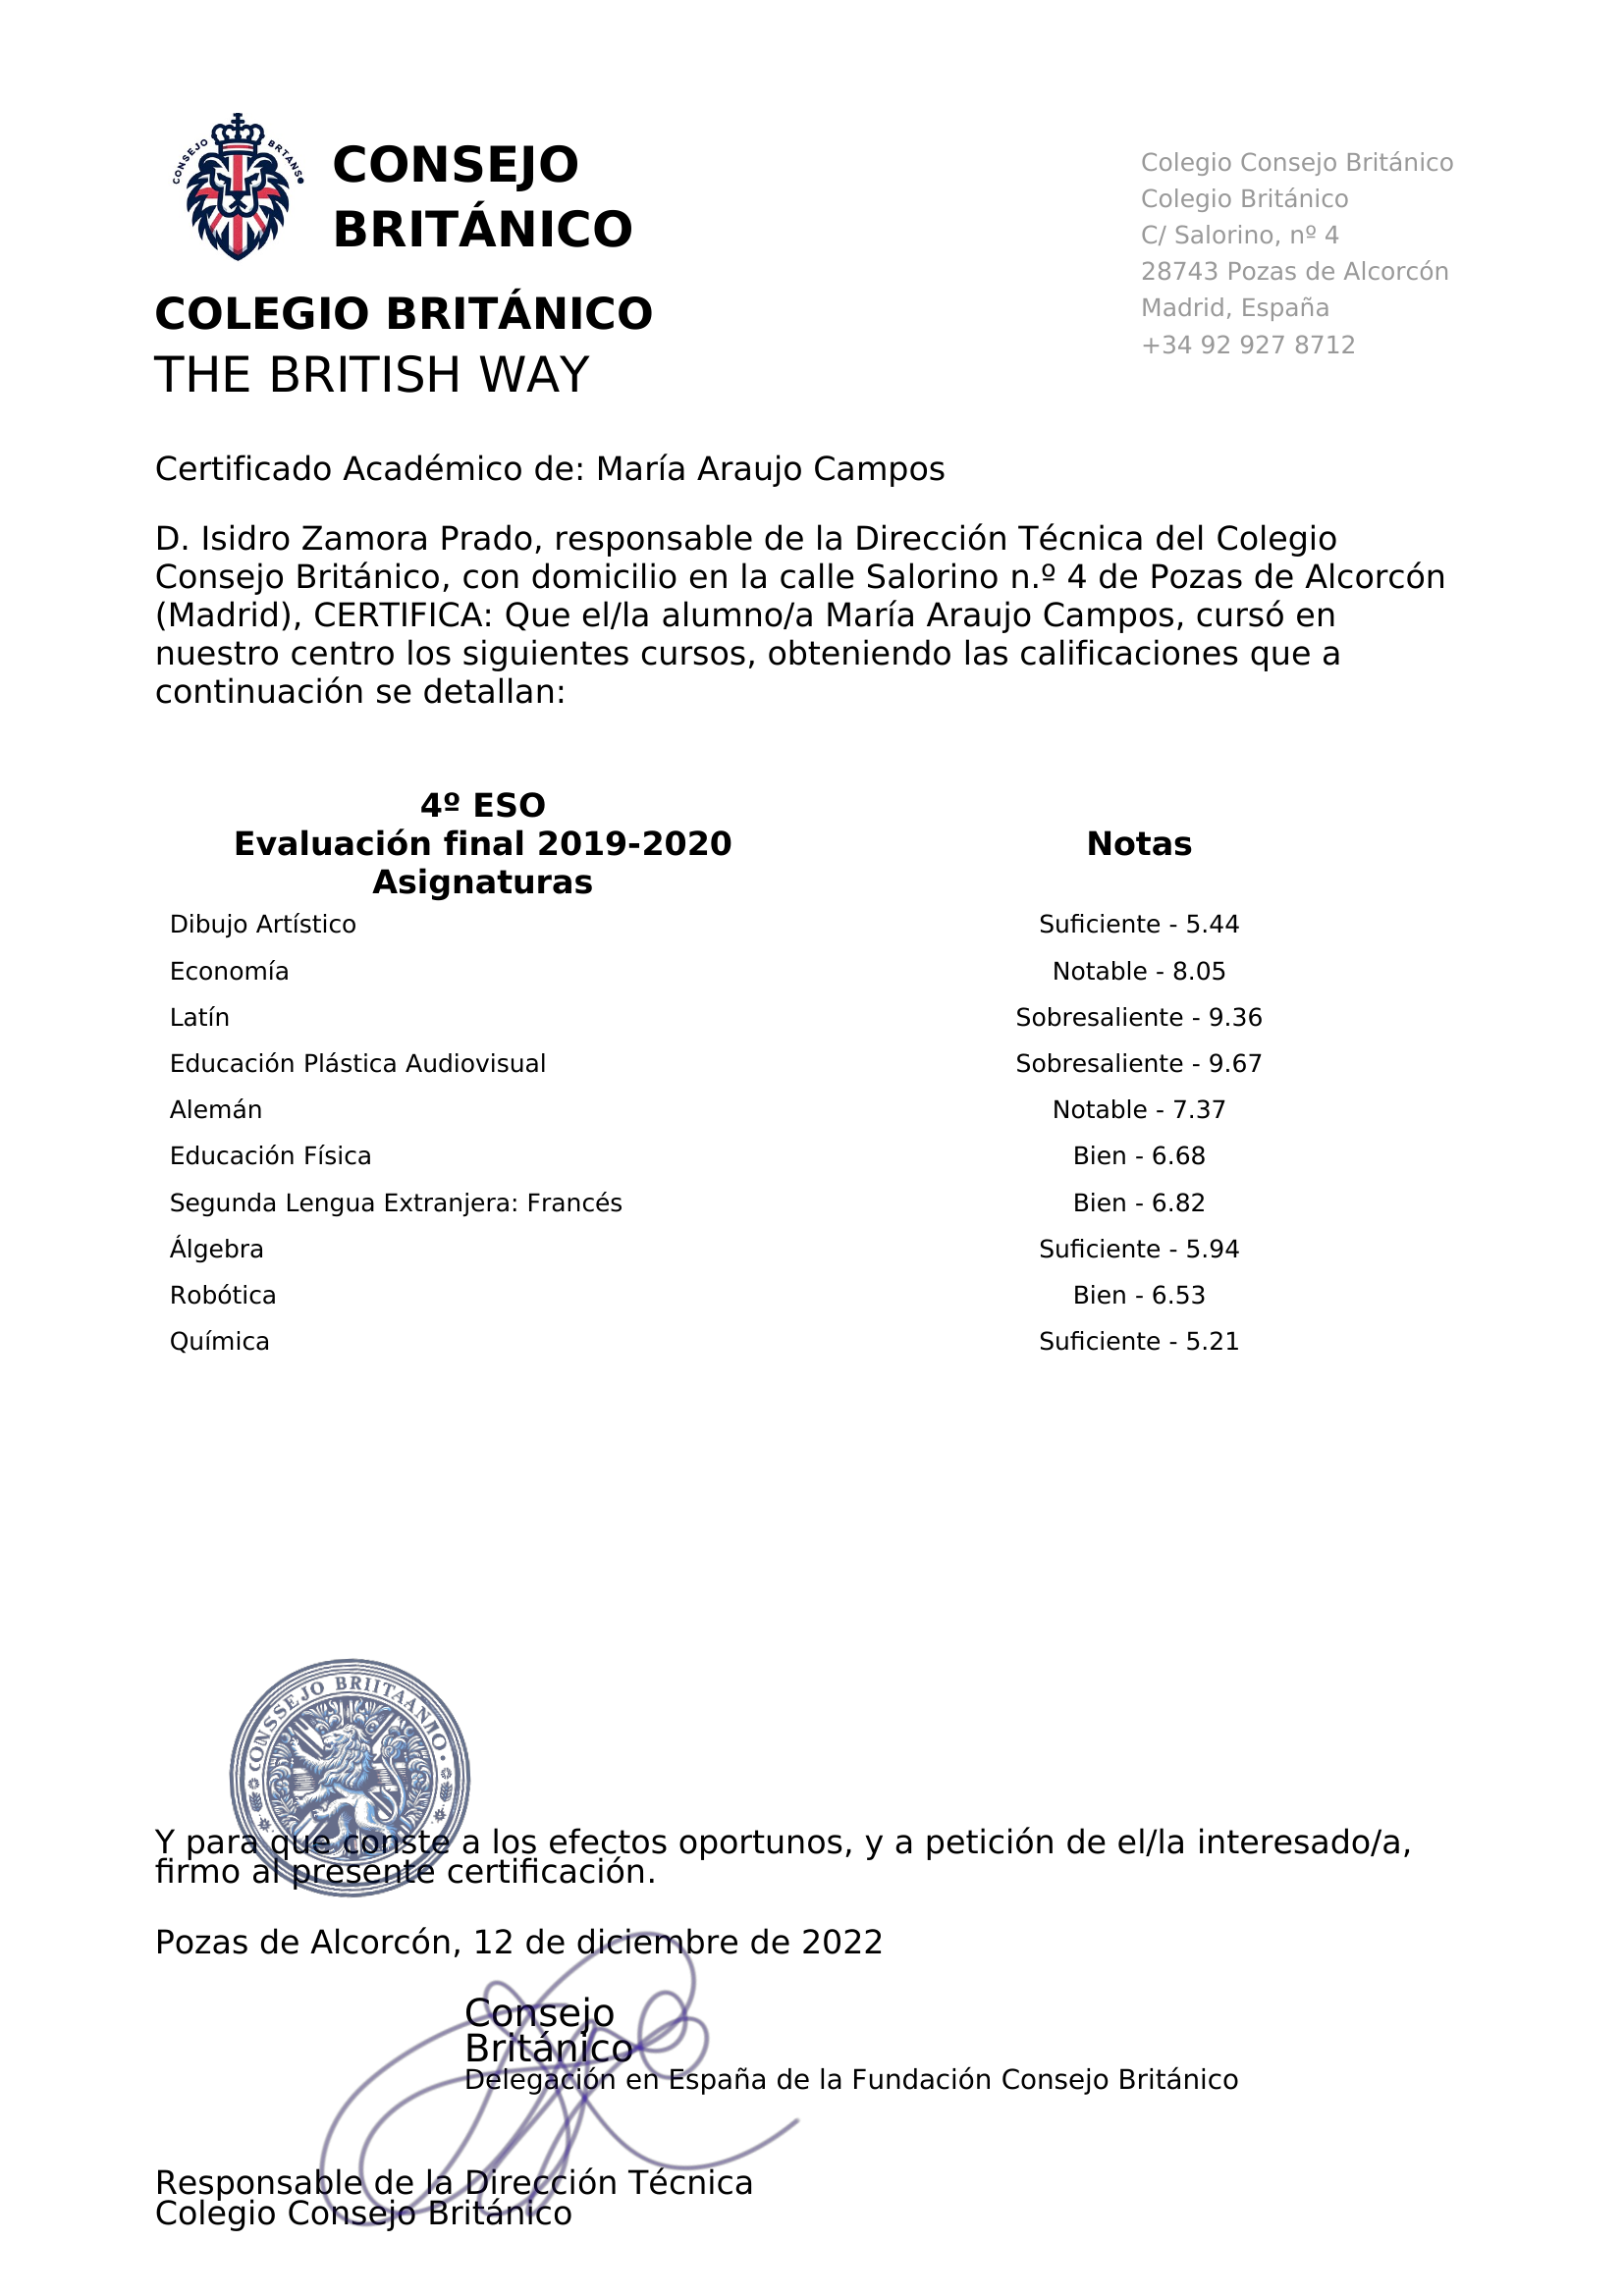 CONSEJO BRTANS
CONSEJO
BRITÁNICO
COLEGIO BRITÁNICO
THE BRITISH WAY
Colegio Consejo Británico
Colegio Británico
C/ Salorino, nº 4
28743 Pozas de Alcorcón
Madrid, España
+34 92 927 8712
Certificado Académico de: María Araujo Campos
D. Isidro Zamora Prado, responsable de la Dirección Técnica del Colegio
Consejo Británico, con domicilio en la calle Salorino n.º 4 de Pozas de Alcorcón
(Madrid), CERTIFICA: Que el/la alumno/a María Araujo Campos, cursó en
nuestro centro los siguientes cursos, obteniendo las calificaciones que a
continuación se detallan:
4º ESO
Evaluación final 2019-2020 Notas
Asignaturas
Dibujo Artístico Suficiente - 5.44
Economía Notable - 8.05
Latín Sobresaliente - 9.36
Educación Plástica Audiovisual Sobresaliente - 9.67
Alemán Notable - 7.37
Educación Física Bien - 6.68
Segunda Lengua Extranjera: Francés Bien - 6.82
Álgebra Suficiente - 5.94
Robótica Bien - 6.53
Química Suficiente - 5.21
CONSSEJO BRIITAANNO
Y para que conste a los efectos oportunos, y a petición de el/la interesado/a,
firmo al presente certificación.
Pozas de Alcorcón, 12 de diciembre de 2022
Consejo
Británico
Delegación en España de la Fundación Consejo Británico
Responsable de la Dirección Técnica
Colegio Consejo Británico